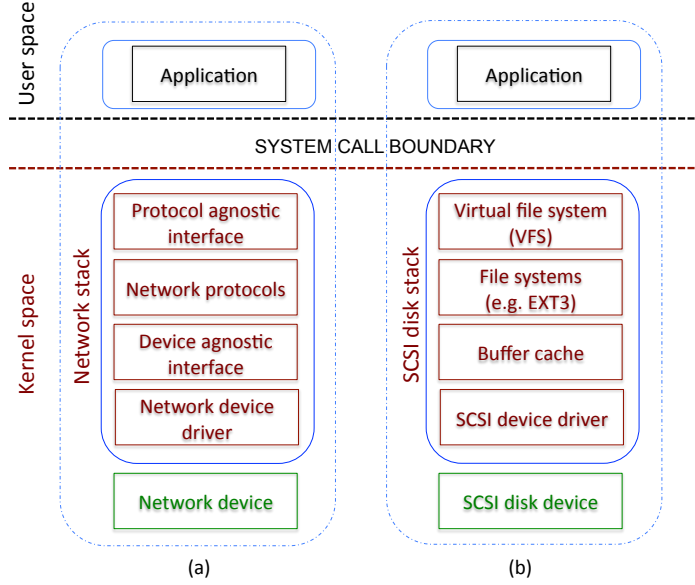 User space
Application
Application
SYSTEM CALL BOUNDARY
Kernel space
Network stack
Protocol agnostic
interface
Network protocols
Device agnostic
interface
Network device
driver
Network device
(a)
SCSI disk stack
Virtual file system
(VFS)
File systems
(e.g. EXT3)
Buffer cache
SCSI device driver
SCSI disk device
(b)